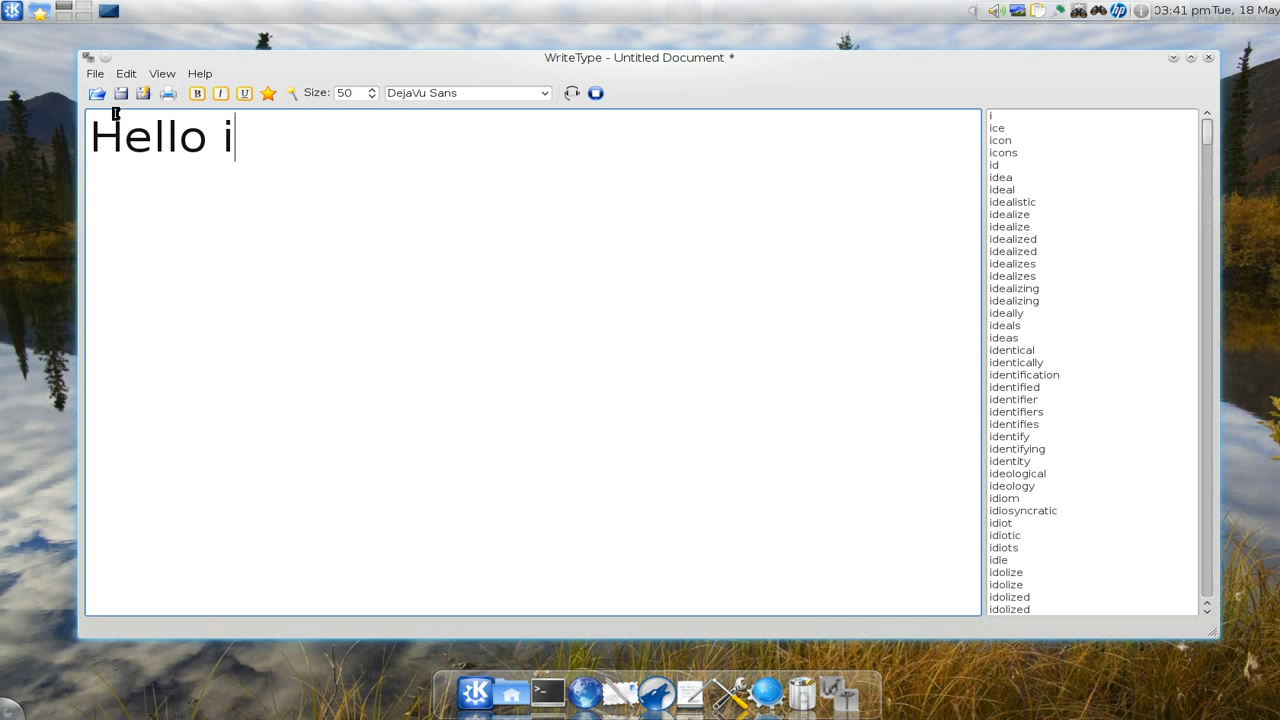 03:41 pm Tue, 18 May
WriteType - Untitled Document *
File Edit View Help
B I U Size: 50 DejaVu Sans
Hello i
i
ice
icon
icons
id
idea
ideal
idealistic
idealize
idealize
idealized
idealized
idealizes
idealizes
idealizing
idealizing
ideally
ideals
ideas
identical
identically
identification
identified
identifier
identifiers
identifies
identify
identifying
identity
ideological
ideology
idiom
idiosyncratic
idiot
idiotic
idiots
idle
idolize
idolize
idolized
idolized